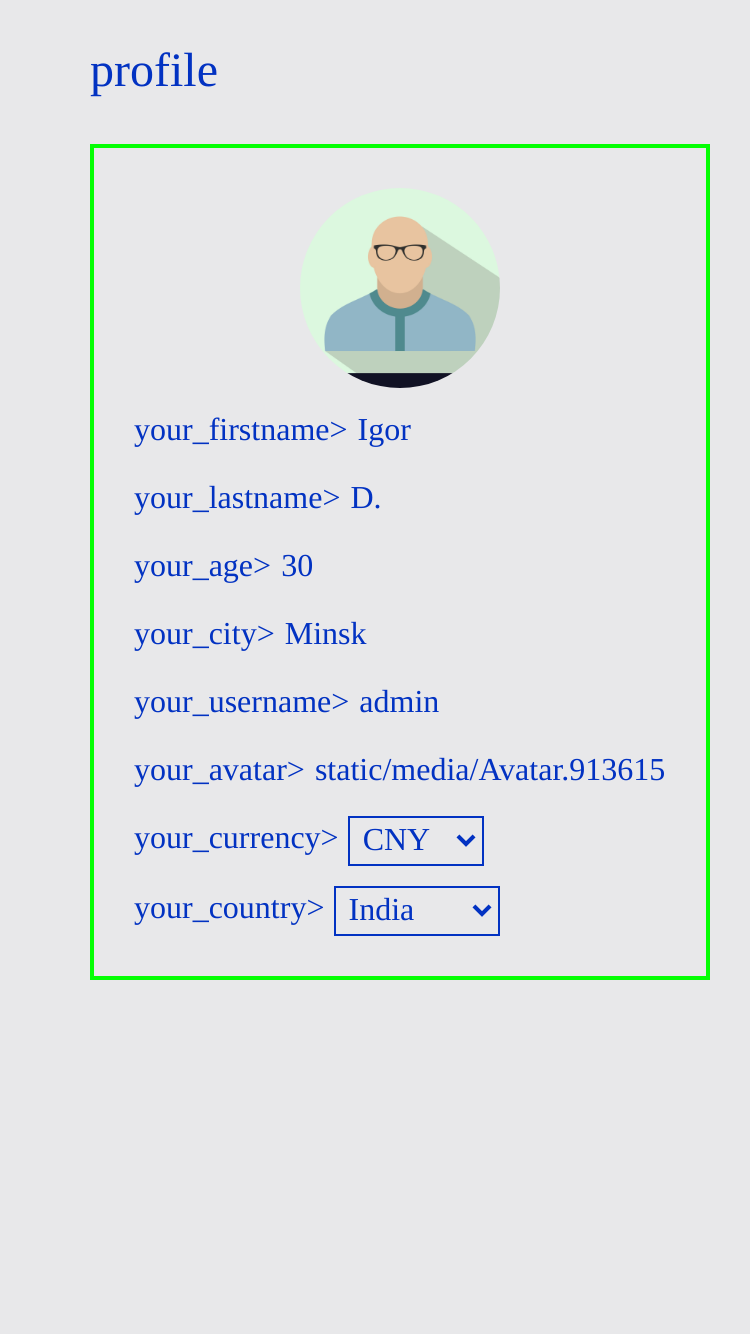 profile
your_firstname> Igor
your_lastname> D.
your_age> 30
your_city> Minsk
your_username> admin
your_avatar> static/media/Avatar.913615
your_currency> CNY
your_country> India